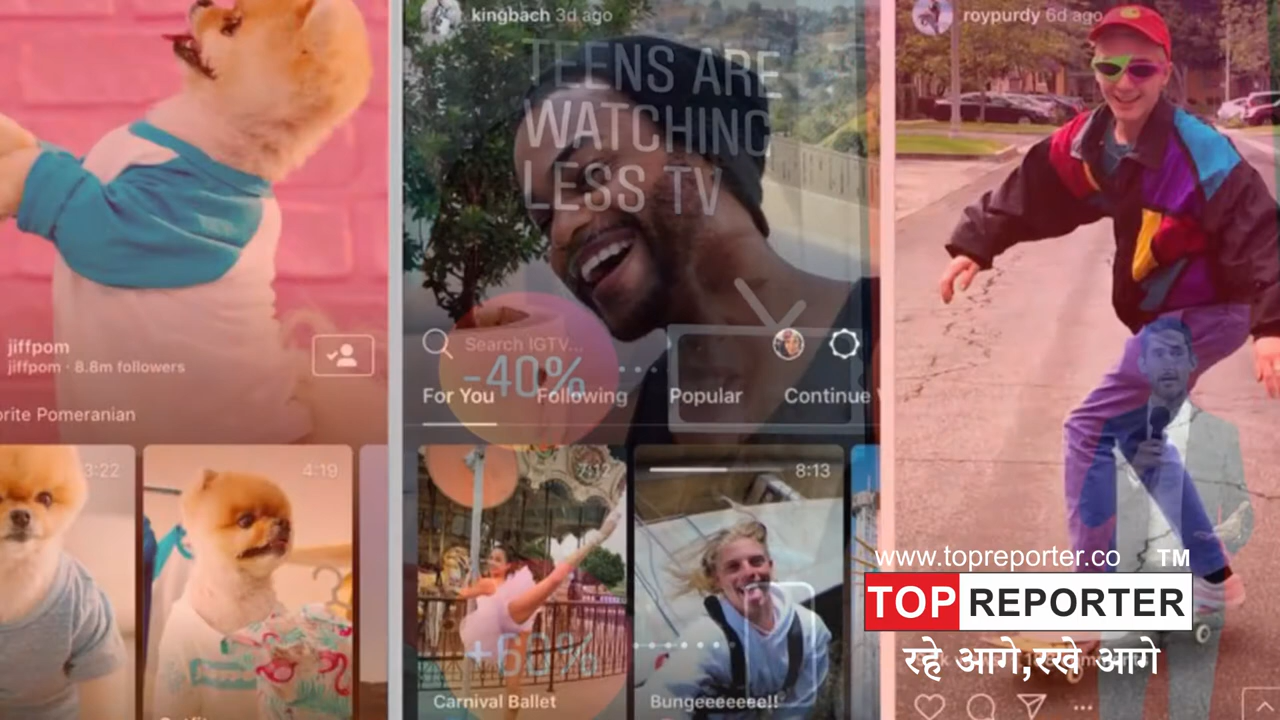 kingbach 3d ago
roypurdy 6d ago
TEENS ARE
WATCHING
LESS TV
jiffpom
jiffpom · 8.8m followers
orite Pomeranian
Search IGTV...
-40%
For You
Following
Popular
Continue
3:22
4:19
7:12
8:13
+68%
Carnival Ballet
Bungeeeeeee!!
www.topreporter.co TM
TOP REPORTER
रहे आगे,रखे आगे